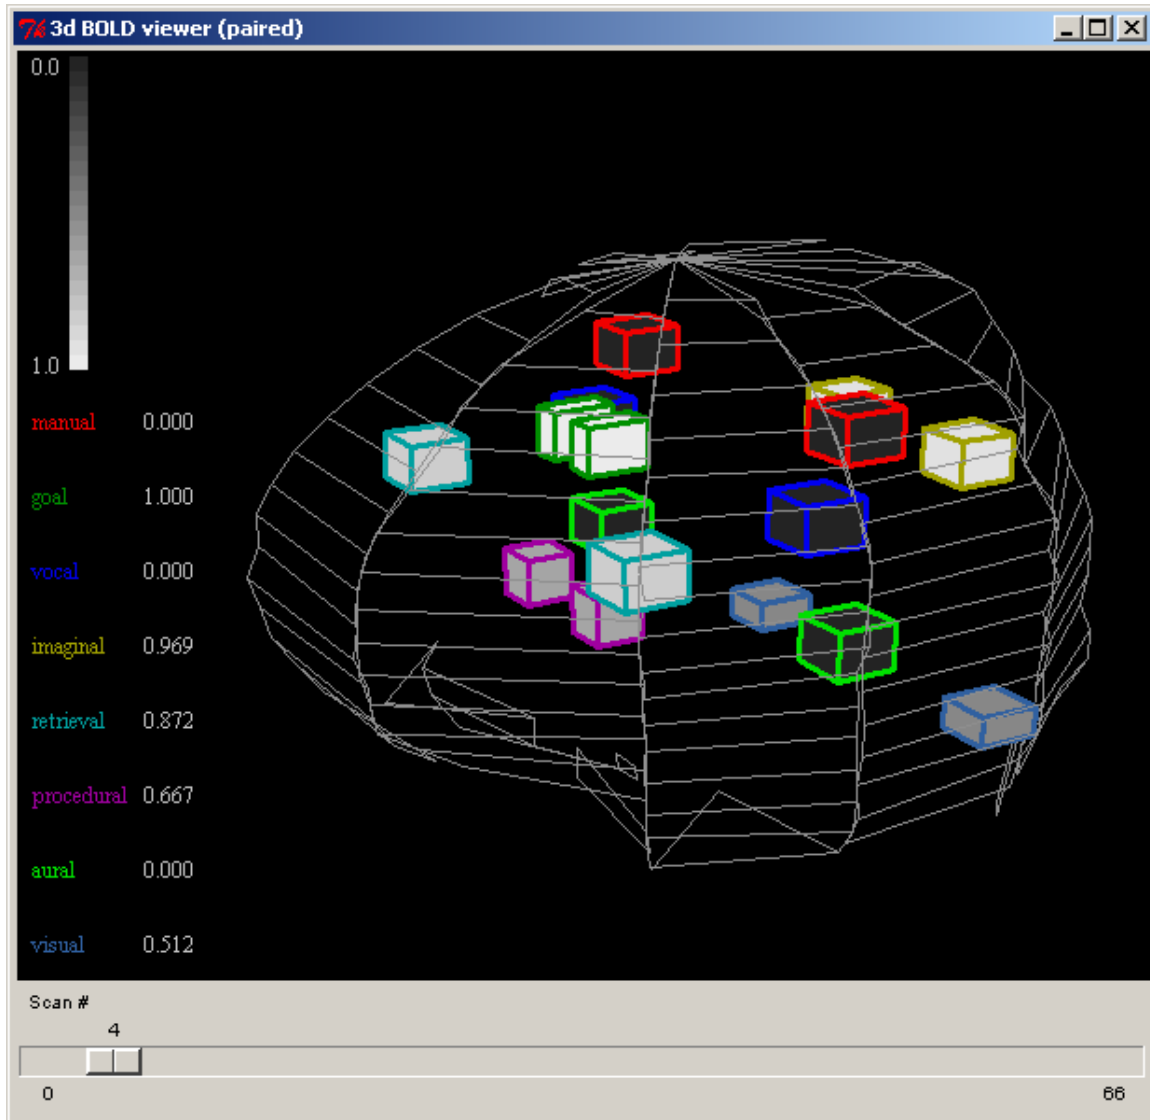 3d BOLD viewer (paired)
0.0
1.0
manual 0.000
goal 1.000
vocal 0.000
imaginal 0.969
retrieval 0.872
procedural 0.667
aural 0.000
visual 0.512
Scan #
4
0 66